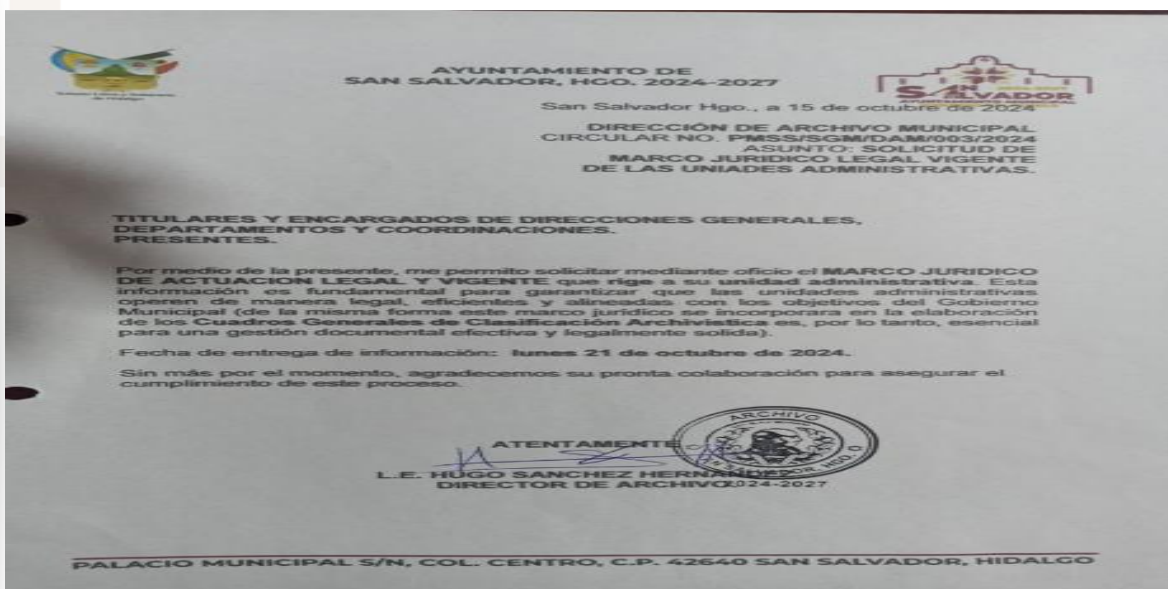 AYUNTAMIENTO DE
SAN SALVADOR, HGO. 2024-2027
SAN SALVADOR
AYUNTAMIENTO MUNICIPAL
San Salvador Hgo., a 15 de octubre de 2024
DIRECCIÓN DE ARCHIVO MUNICIPAL
CIRCULAR NO. PMSS/SGM/DAM/003/2024
ASUNTO: SOLICITUD DE
MARCO JURIDICO LEGAL VIGENTE
DE LAS UNIADES ADMINISTRATIVAS.
TITULARES Y ENCARGADOS DE DIRECCIONES GENERALES,
DEPARTAMENTOS Y COORDINACIONES.
PRESENTES.
Por medio de la presente, me permito solicitar mediante oficio el MARCO JURIDICO
DE ACTUACION LEGAL Y VIGENTE que rige a su unidad administrativa. Esta
información es fundamental para garantizar que las unidades administrativas
operen de manera legal, eficientes y alineadas con los objetivos del Gobierno
Municipal (de la misma forma este marco jurídico se incorporara en la elaboración
de los Cuadros Generales de Clasificación Archivística es, por lo tanto, esencial
para una gestión documental efectiva y legalmente solida).
Fecha de entrega de información: lunes 21 de octubre de 2024.
Sin más por el momento, agradecemos su pronta colaboración para asegurar el
cumplimiento de este proceso.
ARCHIVO
ATENTAMENTE
L.E. HUGO SANCHEZ HERNANDEZ
DIRECTOR DE ARCHIVO
2024-2027
PALACIO MUNICIPAL S/N, COL. CENTRO, C.P. 42640 SAN SALVADOR, HIDALGO